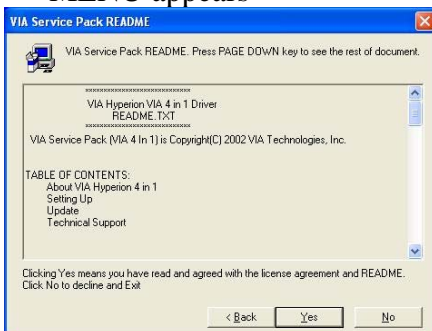 MENU appears
VIA Service Pack README
VIA Service Pack README. Press PAGE DOWN key to see the rest of document.
××××××××××××××××××××××××××××
VIA Hyperion VIA 4 in 1 Driver
README.TXT
××××××××××××××××××××××××××××
VIA Service Pack (VIA 4 In 1) is Copyright(C) 2002 VIA Technologies, Inc.
TABLE OF CONTENTS:
About VIA Hyperion 4 in 1
Setting Up
Update
Technical Support
Clicking Yes means you have read and agreed with the license agreement and README.
Click No to decline and Exit
< Back
Yes
No